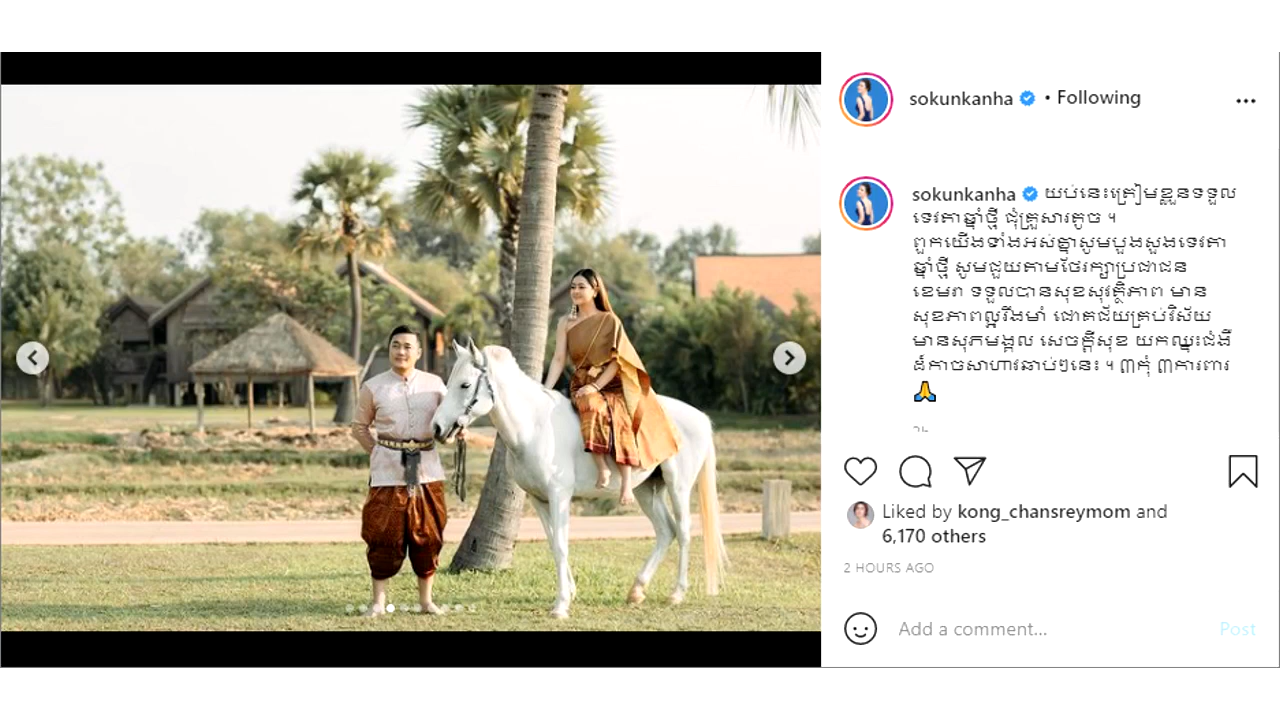 sokunkanha • Following
sokunkanha យប់នេះត្រៀមខ្លួនទទួល
ទេវតាឆ្នាំថ្មី ជុំគ្រួសារតូច ។
ពួកយើងទាំងអស់គ្នាសូមបួងសួងទេវតា
ឆ្នាំថ្មី សូមជួយតាមថែរក្សាប្រជាជន
ខេមរា ទទួលបានសុខសុវត្ថិភាព មាន
សុខភាពល្អរឹងមាំ ជោគជ័យគ្រប់វិស័យ
មានសុភមង្គល សេចក្តីសុខ យកឈ្នះជំងឺ
ដ៏កាចសាហាវឆាប់ៗនេះ ។ ៣កុំ ៣ការពារ
🙏
Liked by kong_chansreymom and
6,170 others
2 HOURS AGO
Add a comment... Post